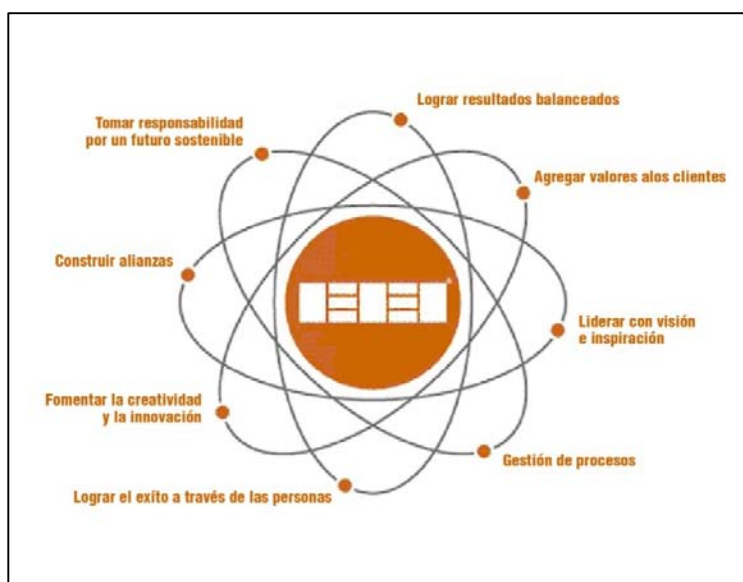 Lograr resultados balanceados
Tomar responsabilidad
por un futuro sostenible
Agregar valores alos clientes
Construir alianzas
Liderar con visión
e inspiración
Fomentar la creatividad
y la innovación
Gestión de procesos
Lograr el exito a través de las personas